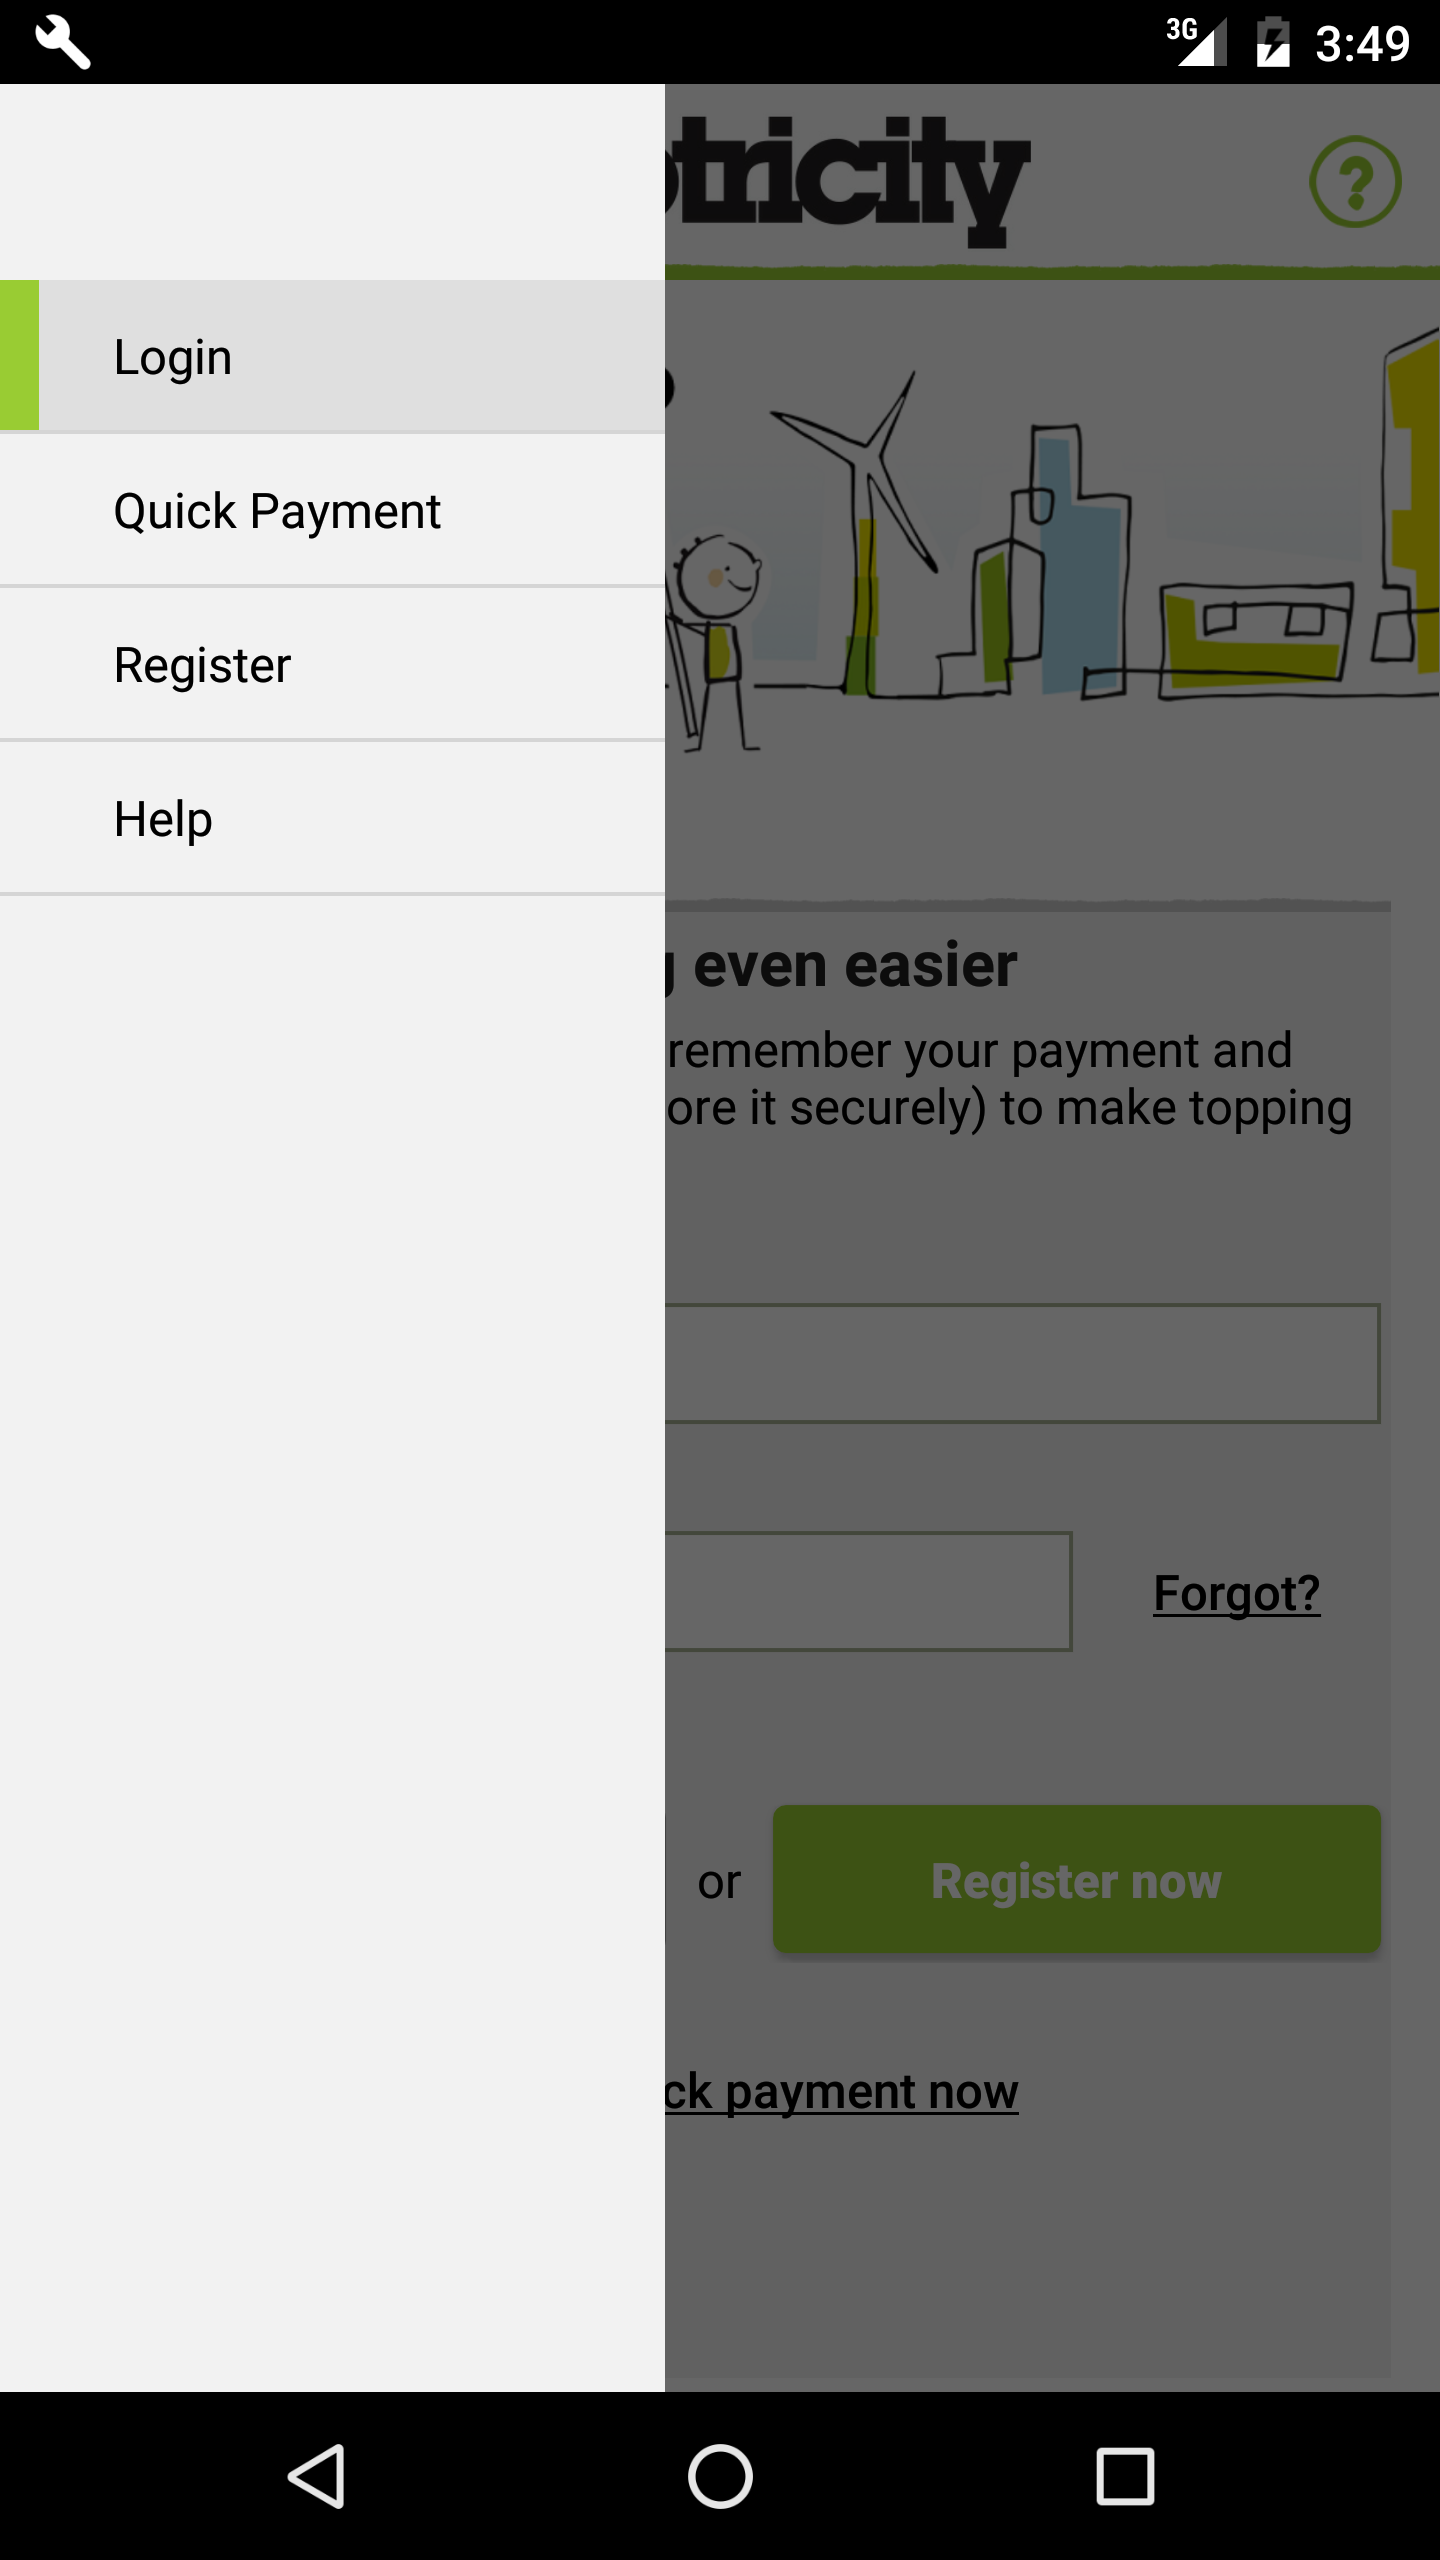 3G 3:49
tricity
?
Login
Quick Payment
Register
Help
even easier
remember your payment and
ore it securely) to make topping
Forgot?
or
Register now
ck payment now